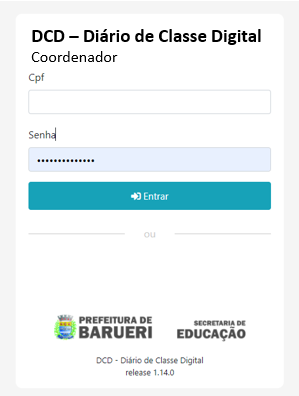 DCD – Diário de Classe Digital
Coordenador
Cpf
Senha
••••••••••••••
Entrar
ou
PREFEITURA DE
BARUERI
SECRETARIA DE
EDUCAÇÃO
DCD - Diário de Classe Digital
release 1.14.0